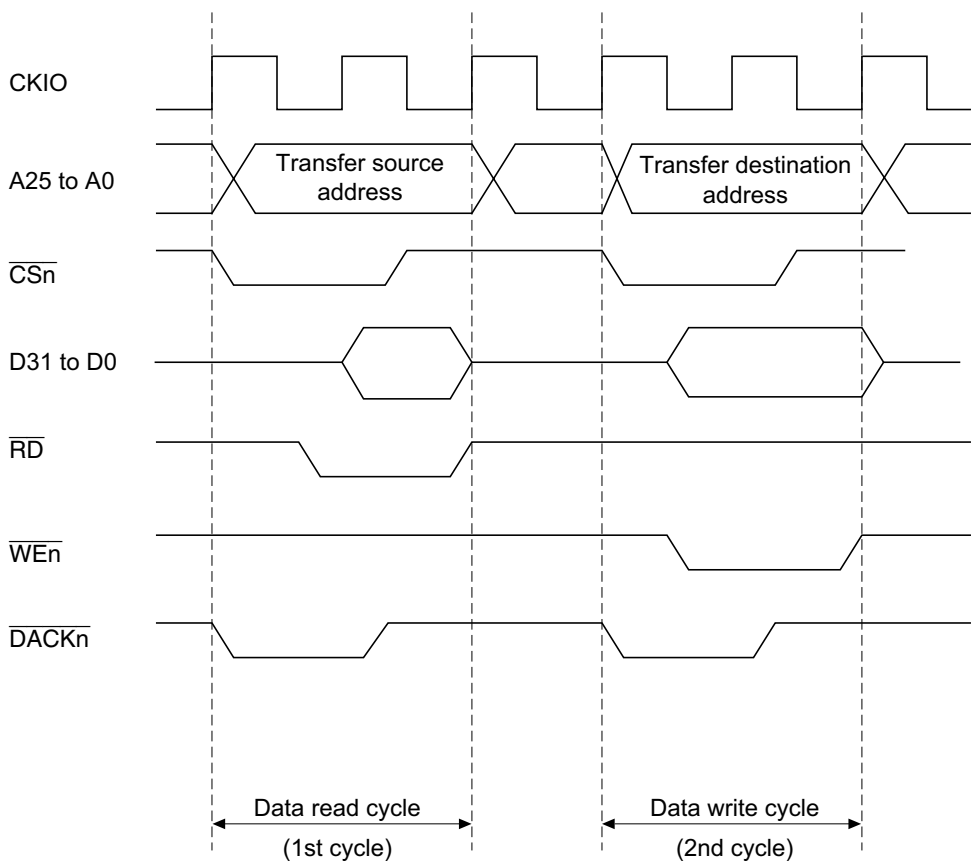 CKIO
A25 to A0
Transfer source
address
Transfer destination
address
CSn
D31 to D0
RD
WEn
DACKn
Data read cycle
(1st cycle)
Data write cycle
(2nd cycle)